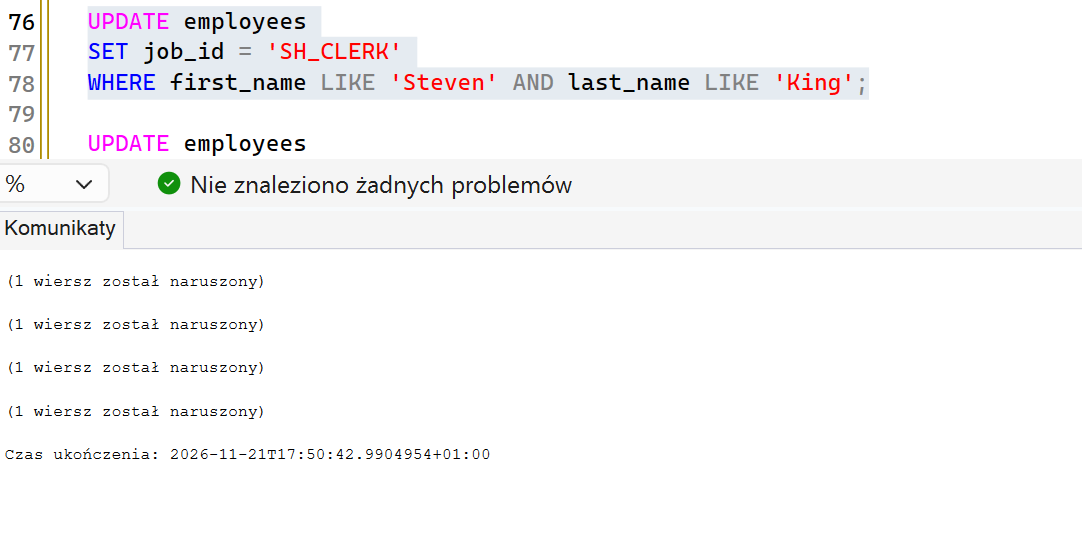 76 UPDATE employees
77 SET job_id = 'SH_CLERK'
78 WHERE first_name LIKE 'Steven' AND last_name LIKE 'King';
79
80 UPDATE employees
%
Nie znaleziono żadnych problemów
Komunikaty
(1 wiersz został naruszony)
(1 wiersz został naruszony)
(1 wiersz został naruszony)
(1 wiersz został naruszony)
Czas ukończenia: 2026-11-21T17:50:42.9904954+01:00